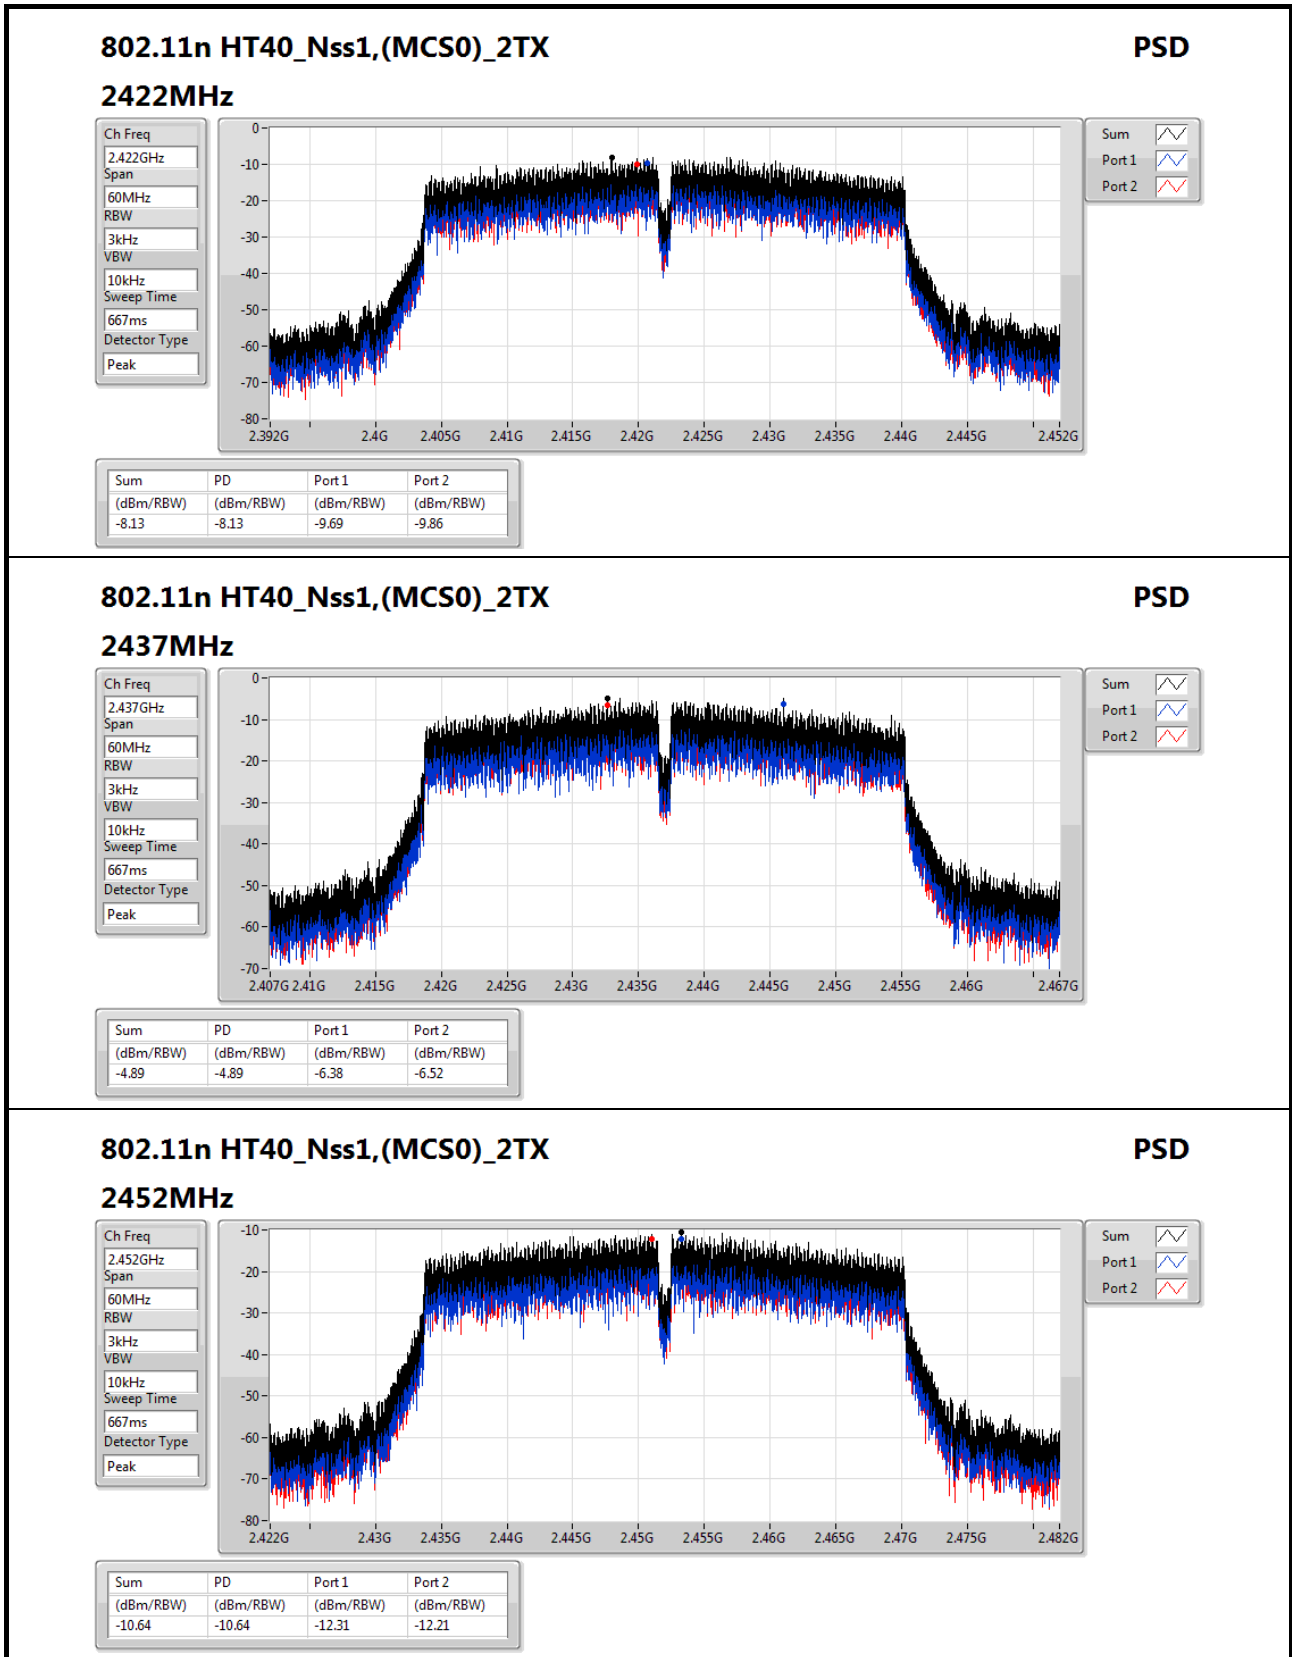 802.11n HT40_Nss1,(MCS0)_2TX PSD
2422MHz
Ch Freq
2.422GHz
Span
60MHz
RBW
3kHz
VBW
10kHz
Sweep Time
667ms
Detector Type
Peak
0
-10
-20
-30
-40
-50
-60
-70
-80
2.392G 2.4G 2.405G 2.41G 2.415G 2.42G 2.425G 2.43G 2.435G 2.44G 2.445G 2.452G
Sum
Port 1
Port 2
Sum PD Port 1 Port 2
(dBm/RBW) (dBm/RBW) (dBm/RBW) (dBm/RBW)
-8.13 -8.13 -9.69 -9.86
802.11n HT40_Nss1,(MCS0)_2TX PSD
2437MHz
Ch Freq
2.437GHz
Span
60MHz
RBW
3kHz
VBW
10kHz
Sweep Time
667ms
Detector Type
Peak
0
-10
-20
-30
-40
-50
-60
-70
2.407G 2.41G 2.415G 2.42G 2.425G 2.43G 2.435G 2.44G 2.445G 2.45G 2.455G 2.46G 2.467G
Sum
Port 1
Port 2
Sum PD Port 1 Port 2
(dBm/RBW) (dBm/RBW) (dBm/RBW) (dBm/RBW)
-4.89 -4.89 -6.38 -6.52
802.11n HT40_Nss1,(MCS0)_2TX PSD
2452MHz
Ch Freq
2.452GHz
Span
60MHz
RBW
3kHz
VBW
10kHz
Sweep Time
667ms
Detector Type
Peak
-10
-20
-30
-40
-50
-60
-70
-80
2.422G 2.43G 2.435G 2.44G 2.445G 2.45G 2.455G 2.46G 2.465G 2.47G 2.475G 2.482G
Sum
Port 1
Port 2
Sum PD Port 1 Port 2
(dBm/RBW) (dBm/RBW) (dBm/RBW) (dBm/RBW)
-10.64 -10.64 -12.31 -12.21